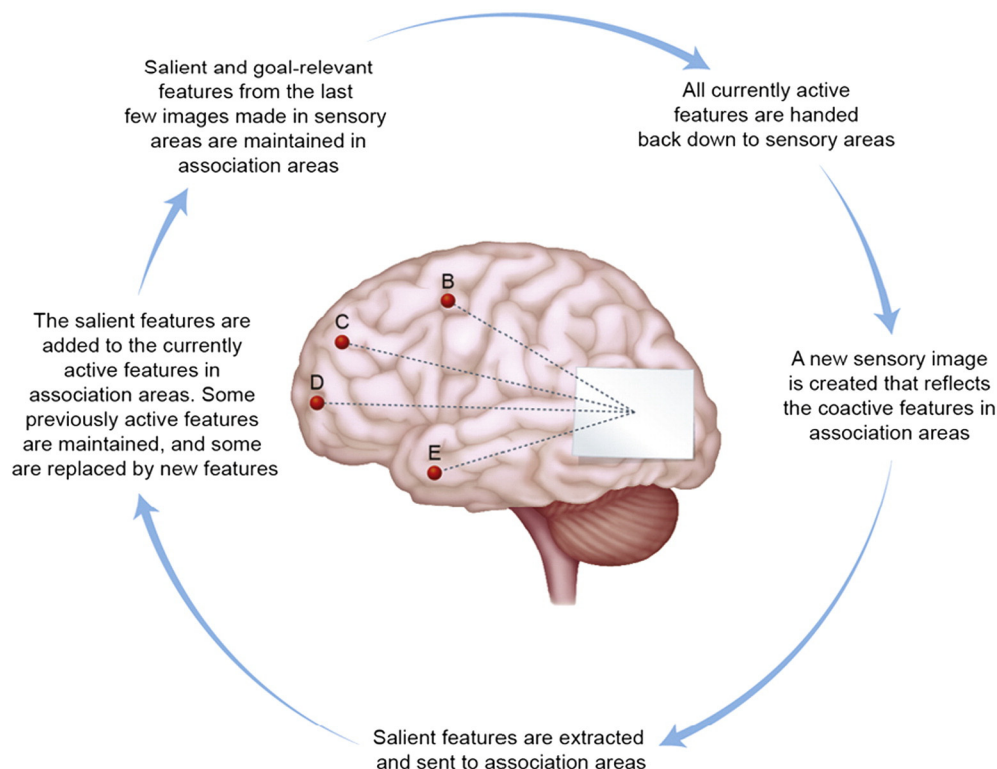 Salient and goal-relevant
features from the last
few images made in sensory
areas are maintained in
association areas
All currently active
features are handed
back down to sensory areas
A new sensory image
is created that reflects
the coactive features in
association areas
Salient features are extracted
and sent to association areas
The salient features are
added to the currently
active features in
association areas. Some
previously active features
are maintained, and some
are replaced by new features
B
C
D
E